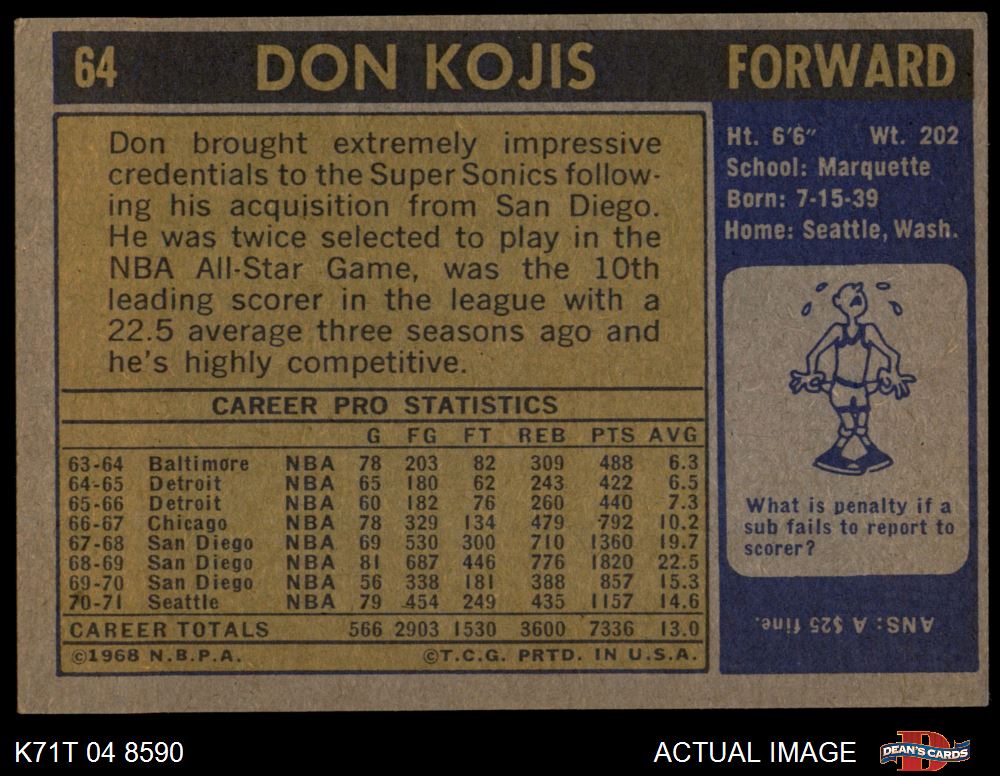 64 DON KOJIS FORWARD
Don brought extremely impressive
credentials to the Super Sonics follow-
ing his acquisition from San Diego.
He was twice selected to play in the
NBA All-Star Game, was the 10th
leading scorer in the league with a
22.5 average three seasons ago and
he's highly competitive.
CAREER PRO STATISTICS
G FG FT REB PTS AVG
63-64 Baltimore NBA 78 203 82 309 488 6.3
64-65 Detroit NBA 65 180 62 243 422 6.5
65-66 Detroit NBA 60 182 76 260 440 7.3
66-67 Chicago NBA 78 329 134 479 792 10.2
67-68 San Diego NBA 69 530 300 710 1360 19.7
68-69 San Diego NBA 81 687 446 776 1820 22.5
69-70 San Diego NBA 56 338 181 388 857 15.3
70-71 Seattle NBA 79 454 249 435 1157 14.6
CAREER TOTALS 566 2903 1530 3600 7336 13.0
©1968 N.B.P.A. ©T.C.G. PRTD. IN U.S.A.
Ht. 6'6" Wt. 202
School: Marquette
Born: 7-15-39
Home: Seattle, Wash.
What is penalty if a
sub fails to report to
scorer?
ANS: A $25 fine.
K71T 04 8590 ACTUAL IMAGE D DEAN'S CARDS